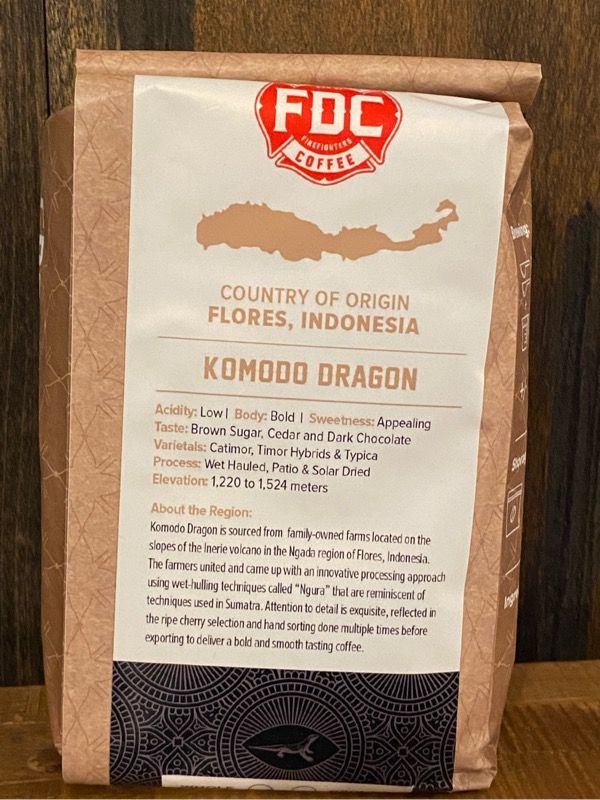 FDC
FIREFIGHTERS
COFFEE
COUNTRY OF ORIGIN
FLORES, INDONESIA
KOMODO DRAGON
Acidity: Low | Body: Bold | Sweetness: Appealing
Taste: Brown Sugar, Cedar and Dark Chocolate
Varietals: Catimor, Timor Hybrids & Typica
Process: Wet Hauled, Patio & Solar Dried
Elevation: 1,220 to 1,524 meters
About the Region:
Komodo Dragon is sourced from family-owned farms located on the
slopes of the Inerie volcano in the Ngada region of Flores, Indonesia.
The farmers united and came up with an innovative processing approach
using wet-hulling techniques called "Ngura" that are reminiscent of
techniques used in Sumatra. Attention to detail is exquisite, reflected in
the ripe cherry selection and hand sorting done multiple times before
exporting to deliver a bold and smooth tasting coffee.